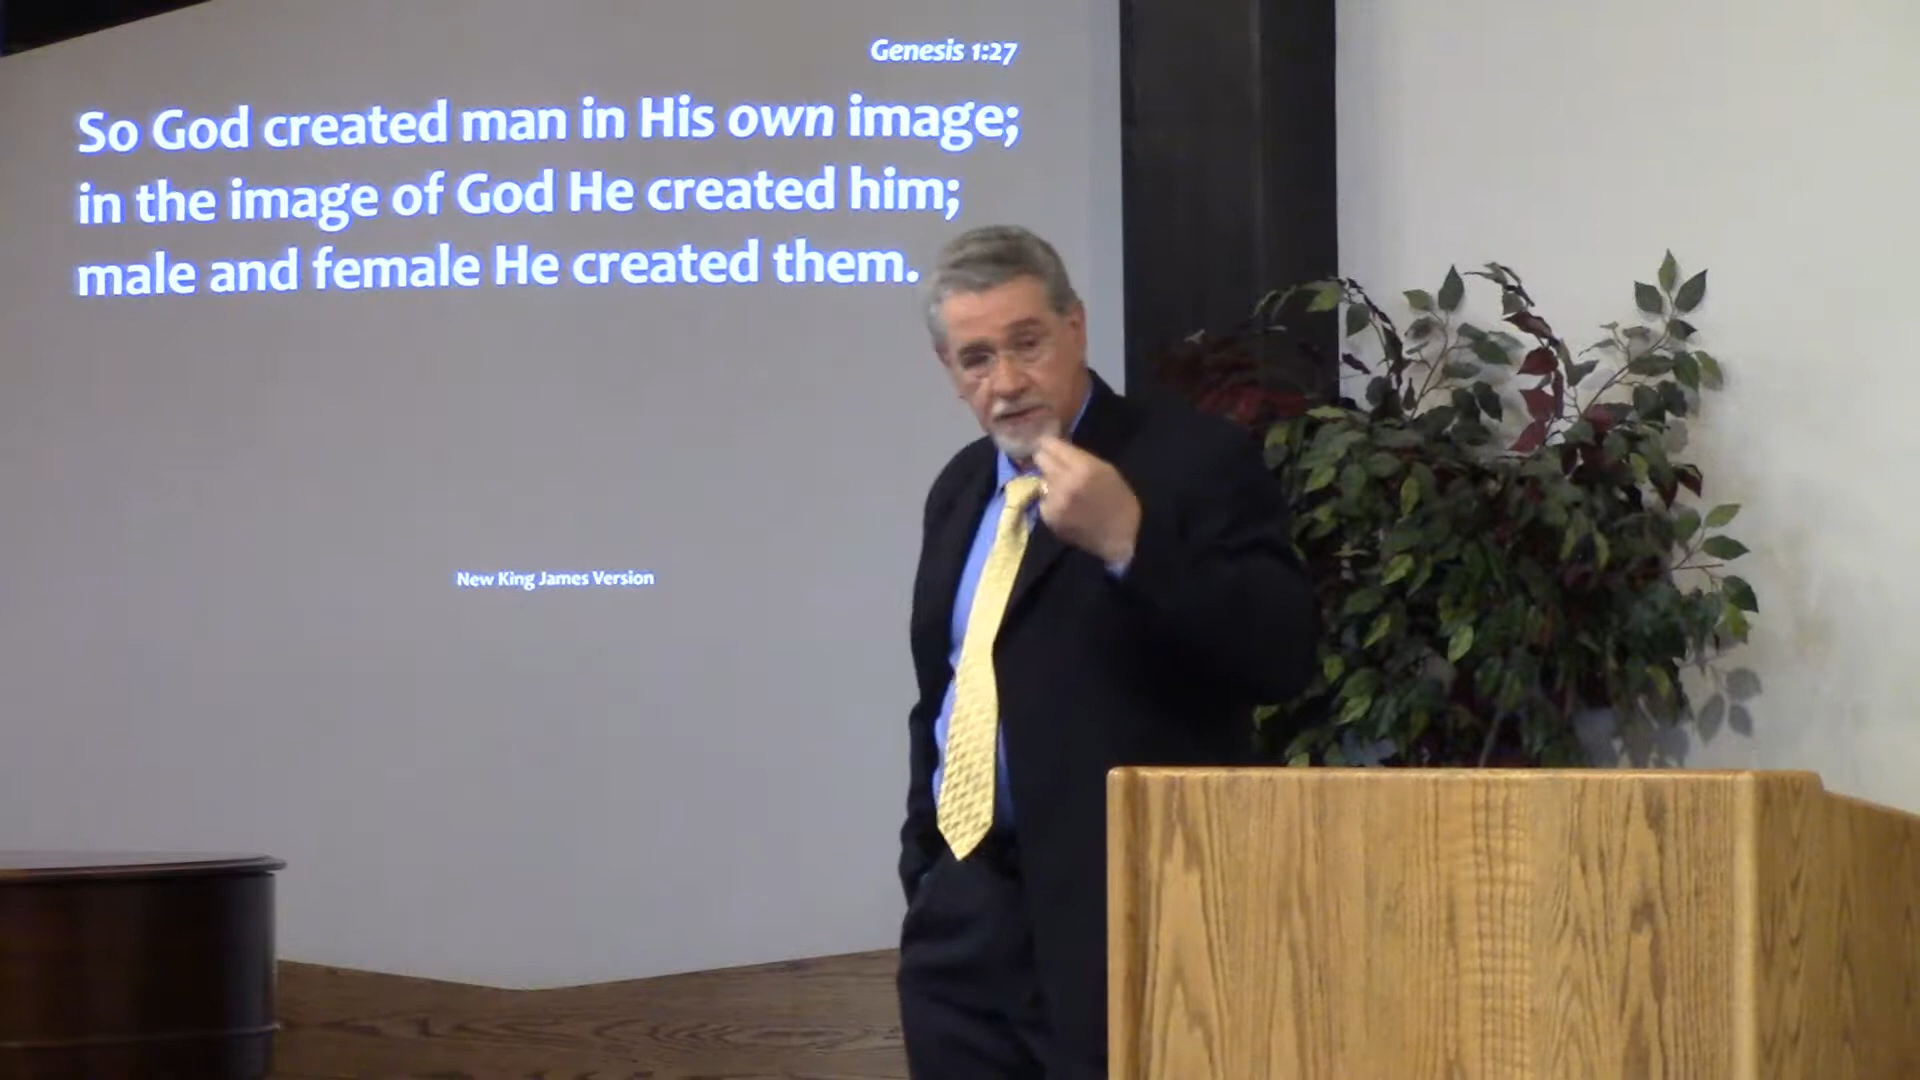 Genesis 1:27
So God created man in His own image;
in the image of God He created him;
male and female He created them.
New King James Version